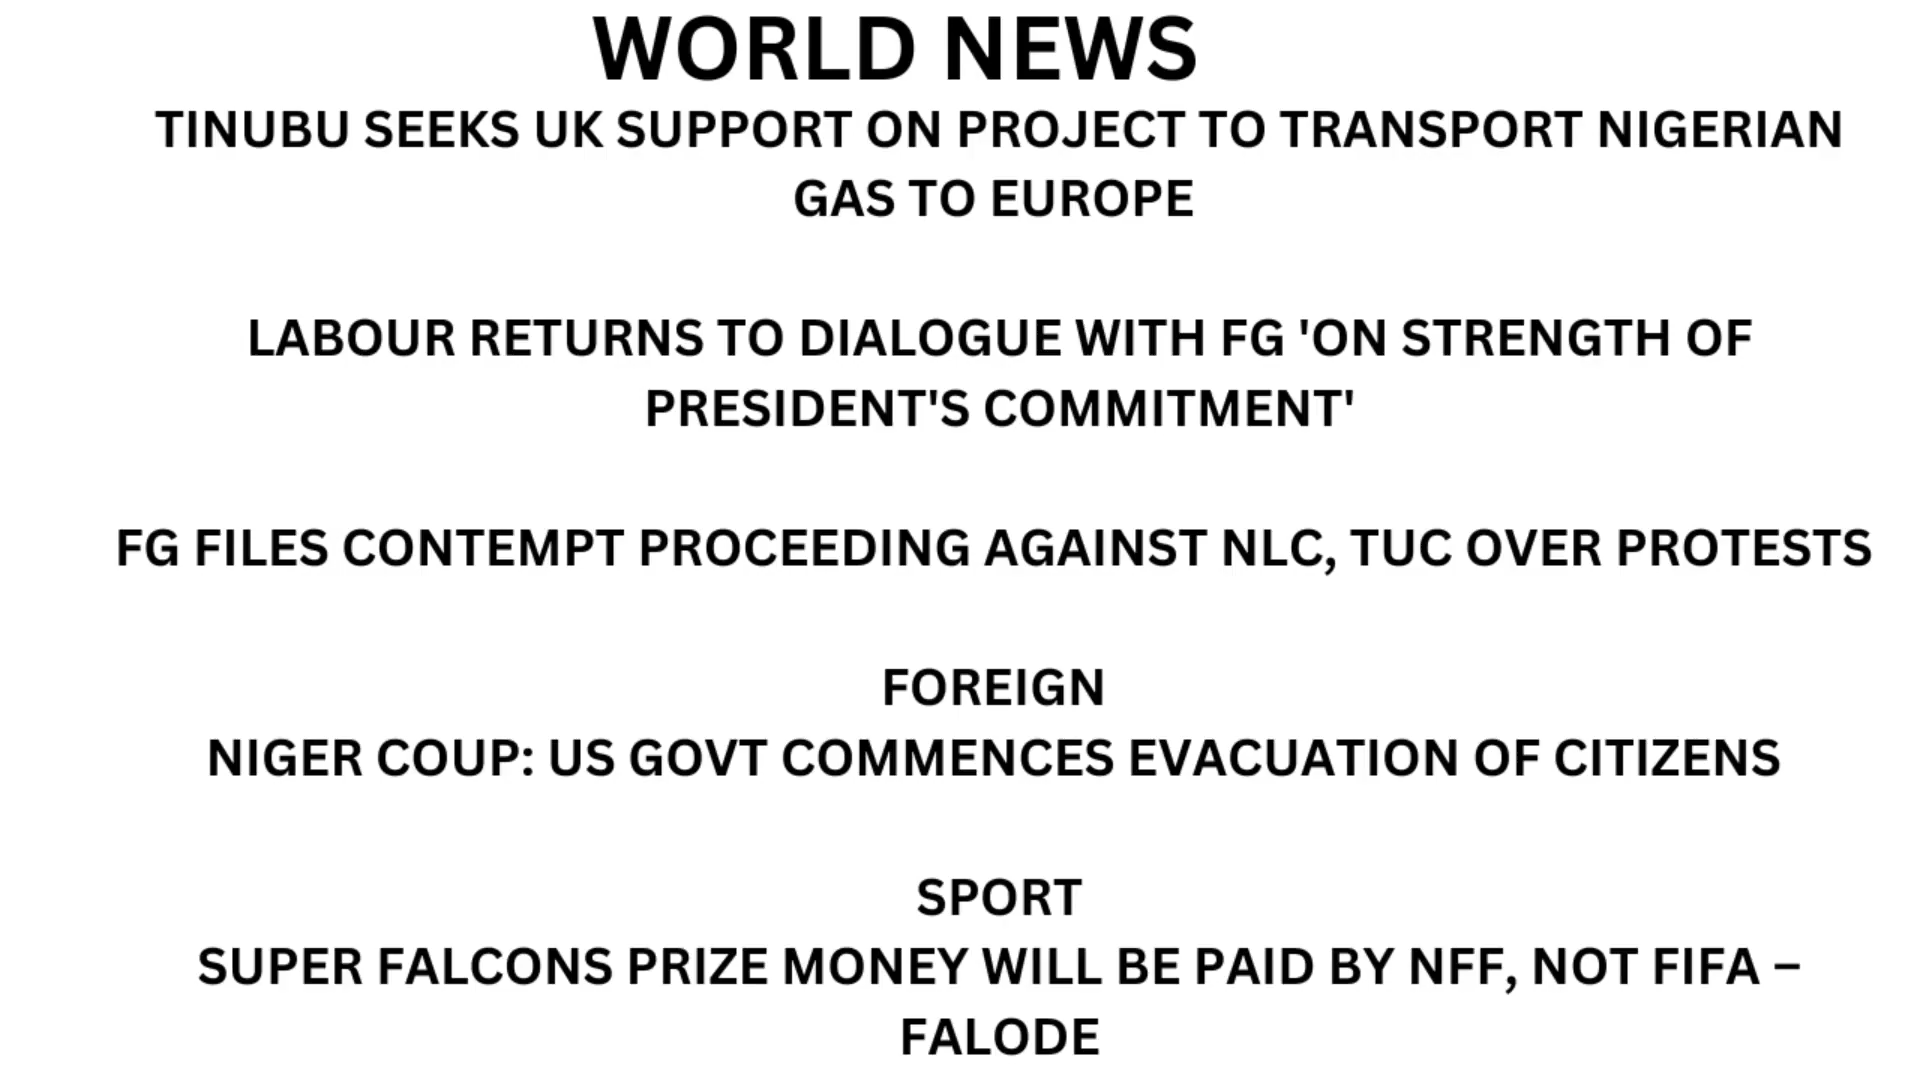 WORLD NEWS
TINUBU SEEKS UK SUPPORT ON PROJECT TO TRANSPORT NIGERIAN
GAS TO EUROPE
LABOUR RETURNS TO DIALOGUE WITH FG 'ON STRENGTH OF
PRESIDENT'S COMMITMENT'
FG FILES CONTEMPT PROCEEDING AGAINST NLC, TUC OVER PROTESTS
FOREIGN
NIGER COUP: US GOVT COMMENCES EVACUATION OF CITIZENS
SPORT
SUPER FALCONS PRIZE MONEY WILL BE PAID BY NFF, NOT FIFA –
FALODE